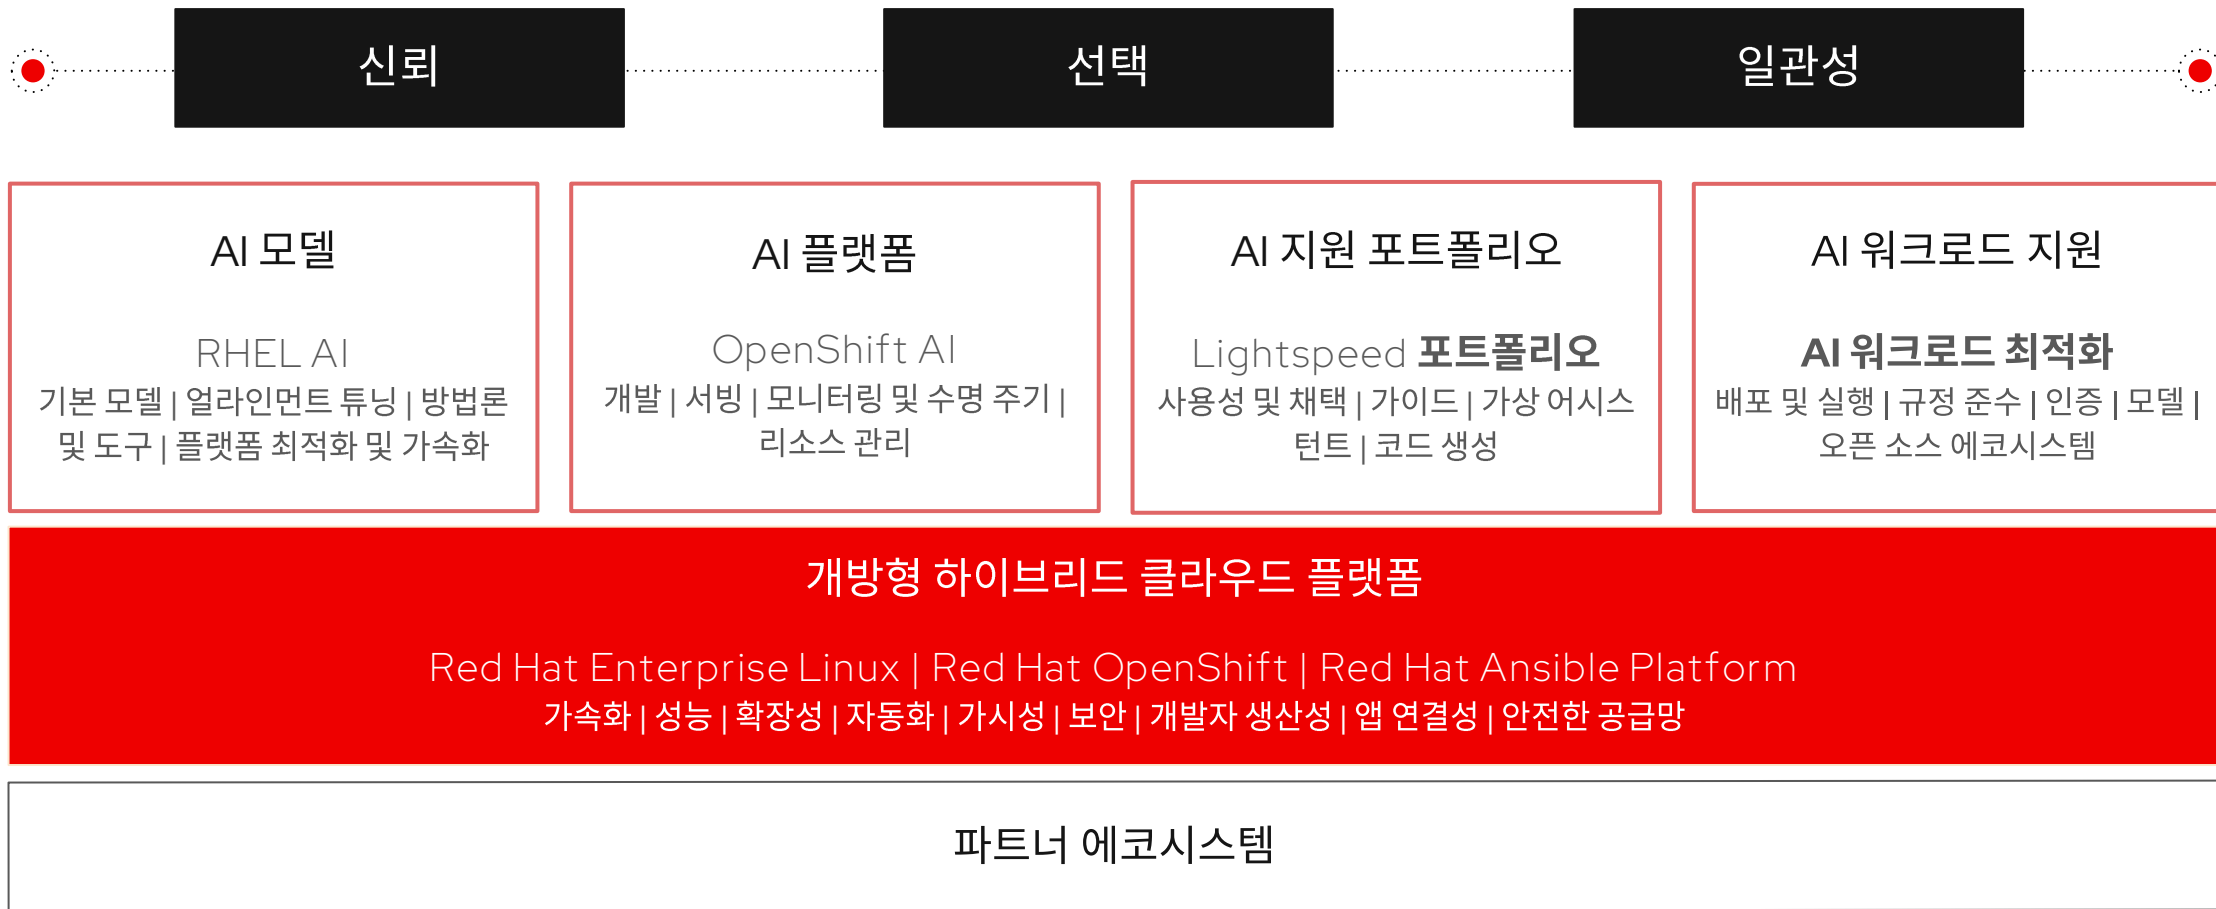 신뢰
선택
일관성
AI 모델
RHEL AI
기본 모델 | 얼라인먼트 튜닝 | 방법론
및 도구 | 플랫폼 최적화 및 가속화
AI 플랫폼
OpenShift AI
개발 | 서빙 | 모니터링 및 수명 주기 |
리소스 관리
AI 지원 포트폴리오
Lightspeed 포트폴리오
사용성 및 채택 | 가이드 | 가상 어시스
턴트 | 코드 생성
AI 워크로드 지원
AI 워크로드 최적화
배포 및 실행 | 규정 준수 | 인증 | 모델 |
오픈 소스 에코시스템
개방형 하이브리드 클라우드 플랫폼
Red Hat Enterprise Linux | Red Hat OpenShift | Red Hat Ansible Platform
가속화 | 성능 | 확장성 | 자동화 | 가시성 | 보안 | 개발자 생산성 | 앱 연결성 | 안전한 공급망
파트너 에코시스템